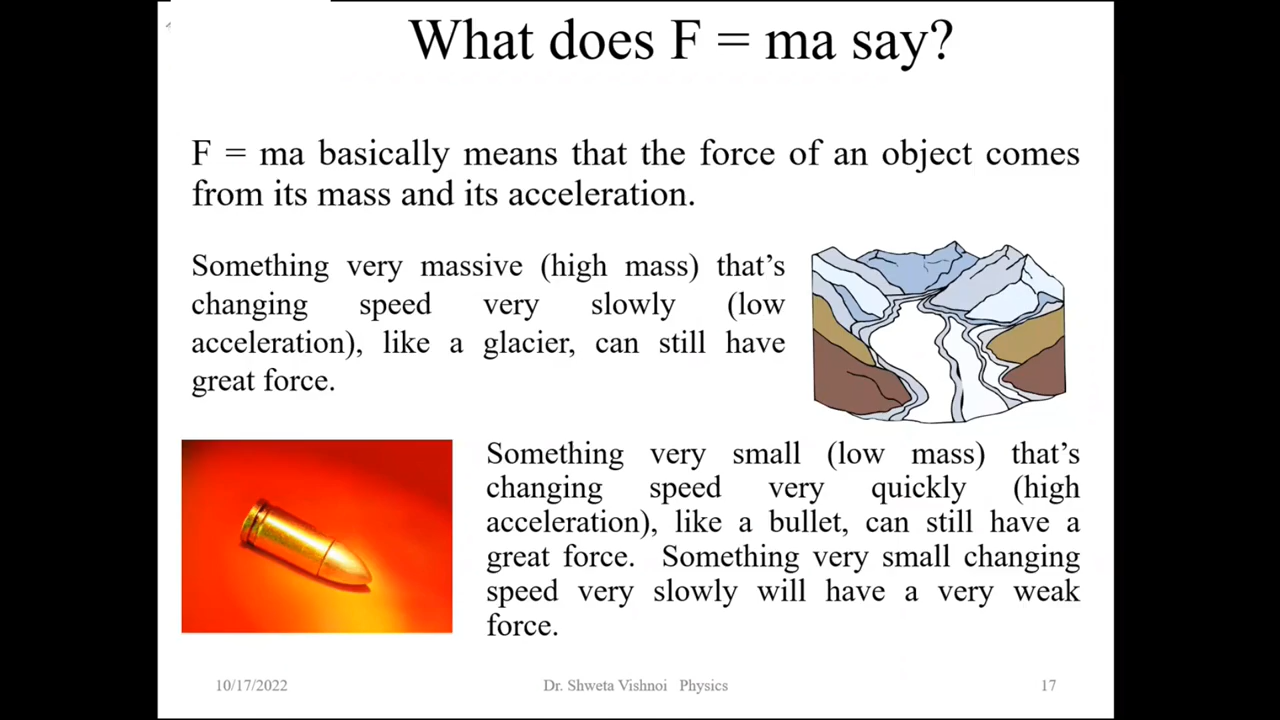 What does F = ma say?
F = ma basically means that the force of an object comes
from its mass and its acceleration.
Something very massive (high mass) that’s
changing speed very slowly (low
acceleration), like a glacier, can still have
great force.
Something very small (low mass) that’s
changing speed very quickly (high
acceleration), like a bullet, can still have a
great force. Something very small changing
speed very slowly will have a very weak
force.
10/17/2022
Dr. Shweta Vishnoi Physics
17